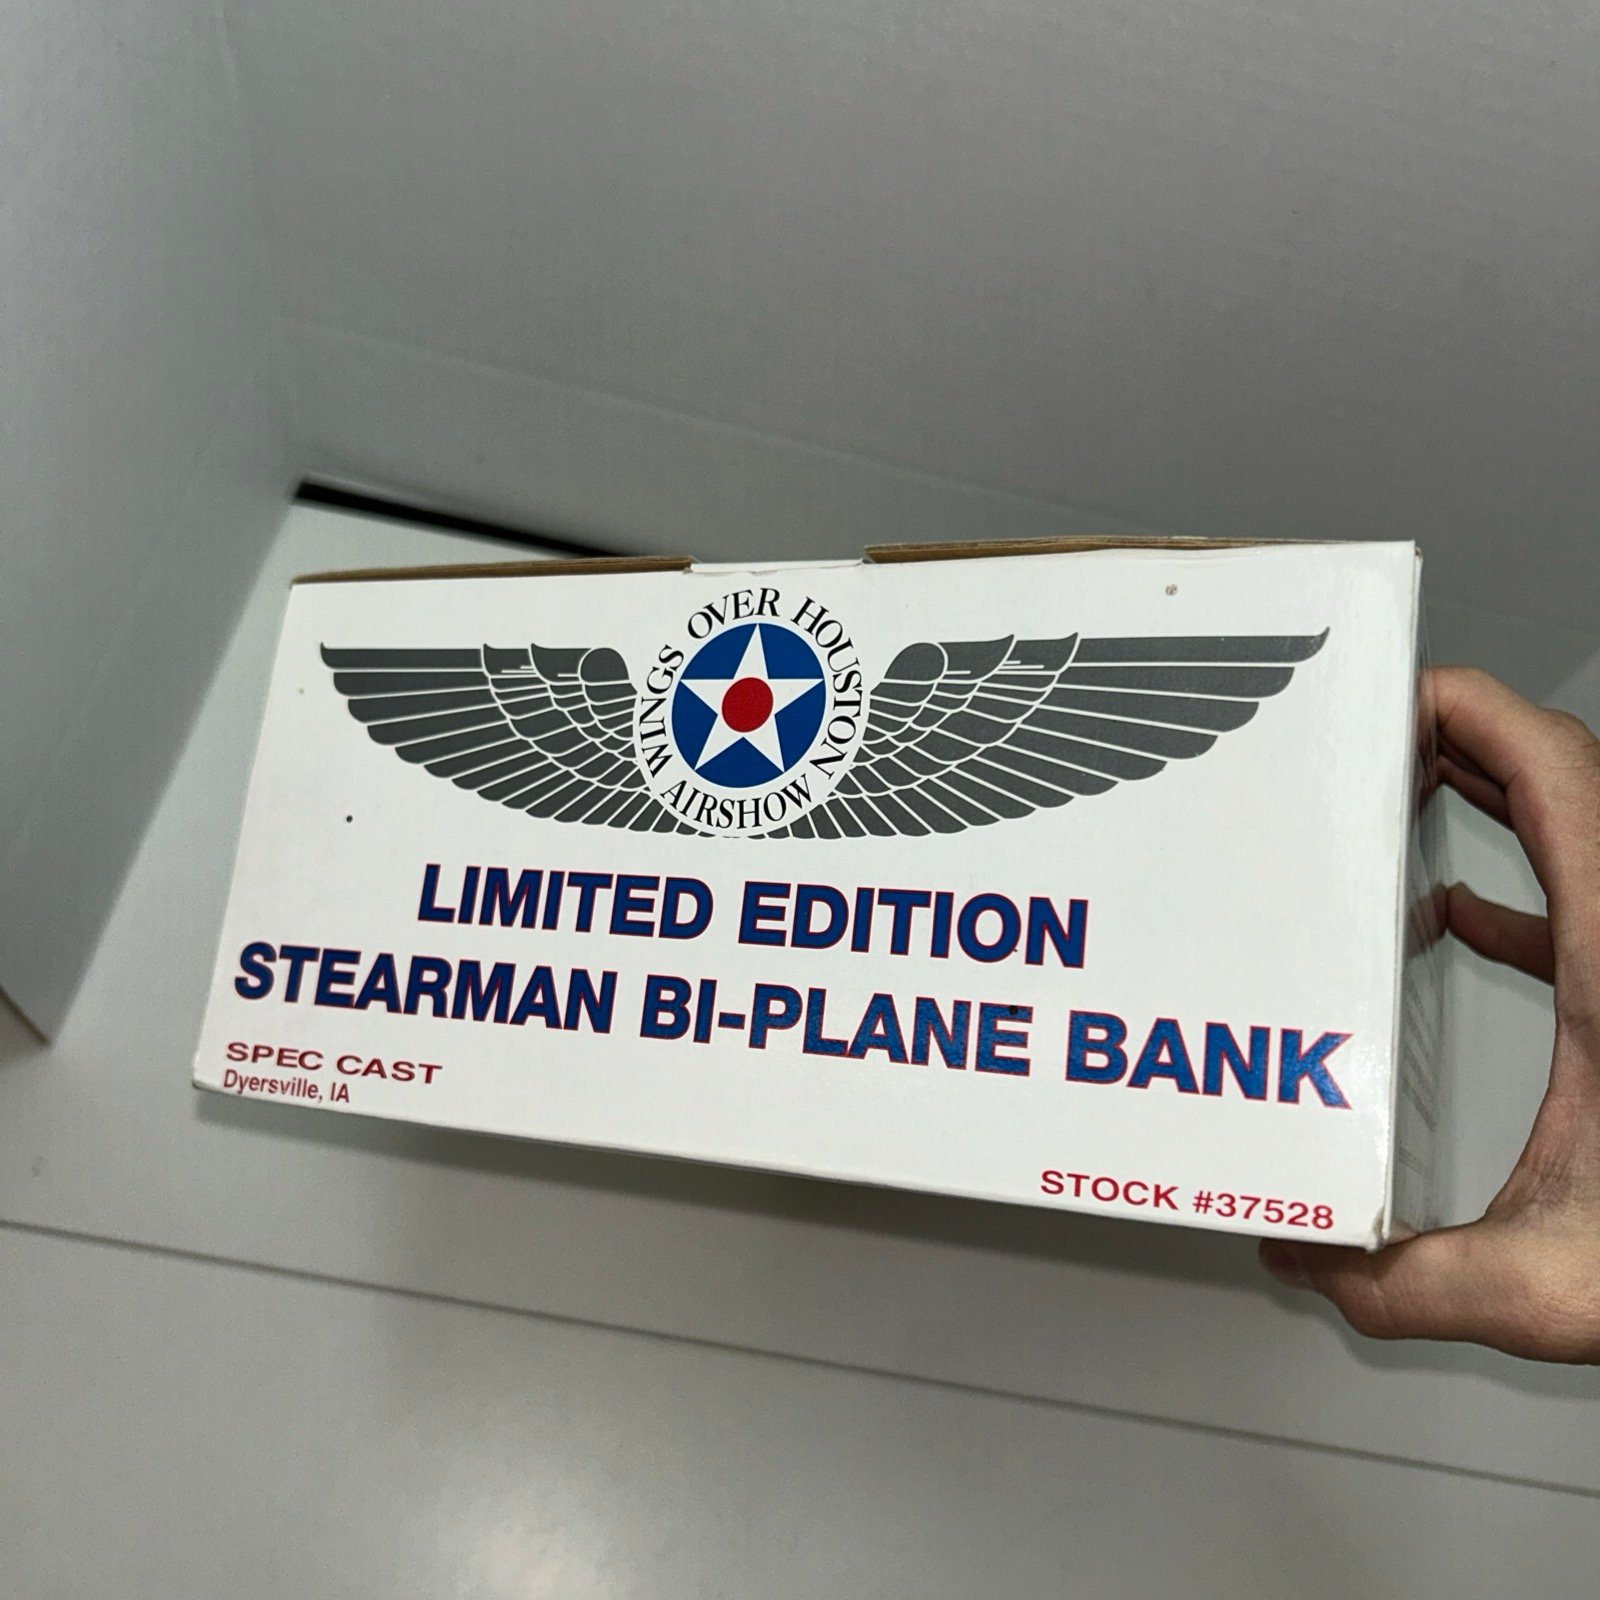 WINGS OVER HOUSTON AIRSHOW
LIMITED EDITION
STEARMAN BI-PLANE BANK
SPEC CAST
Dyersville, IA
STOCK #37528